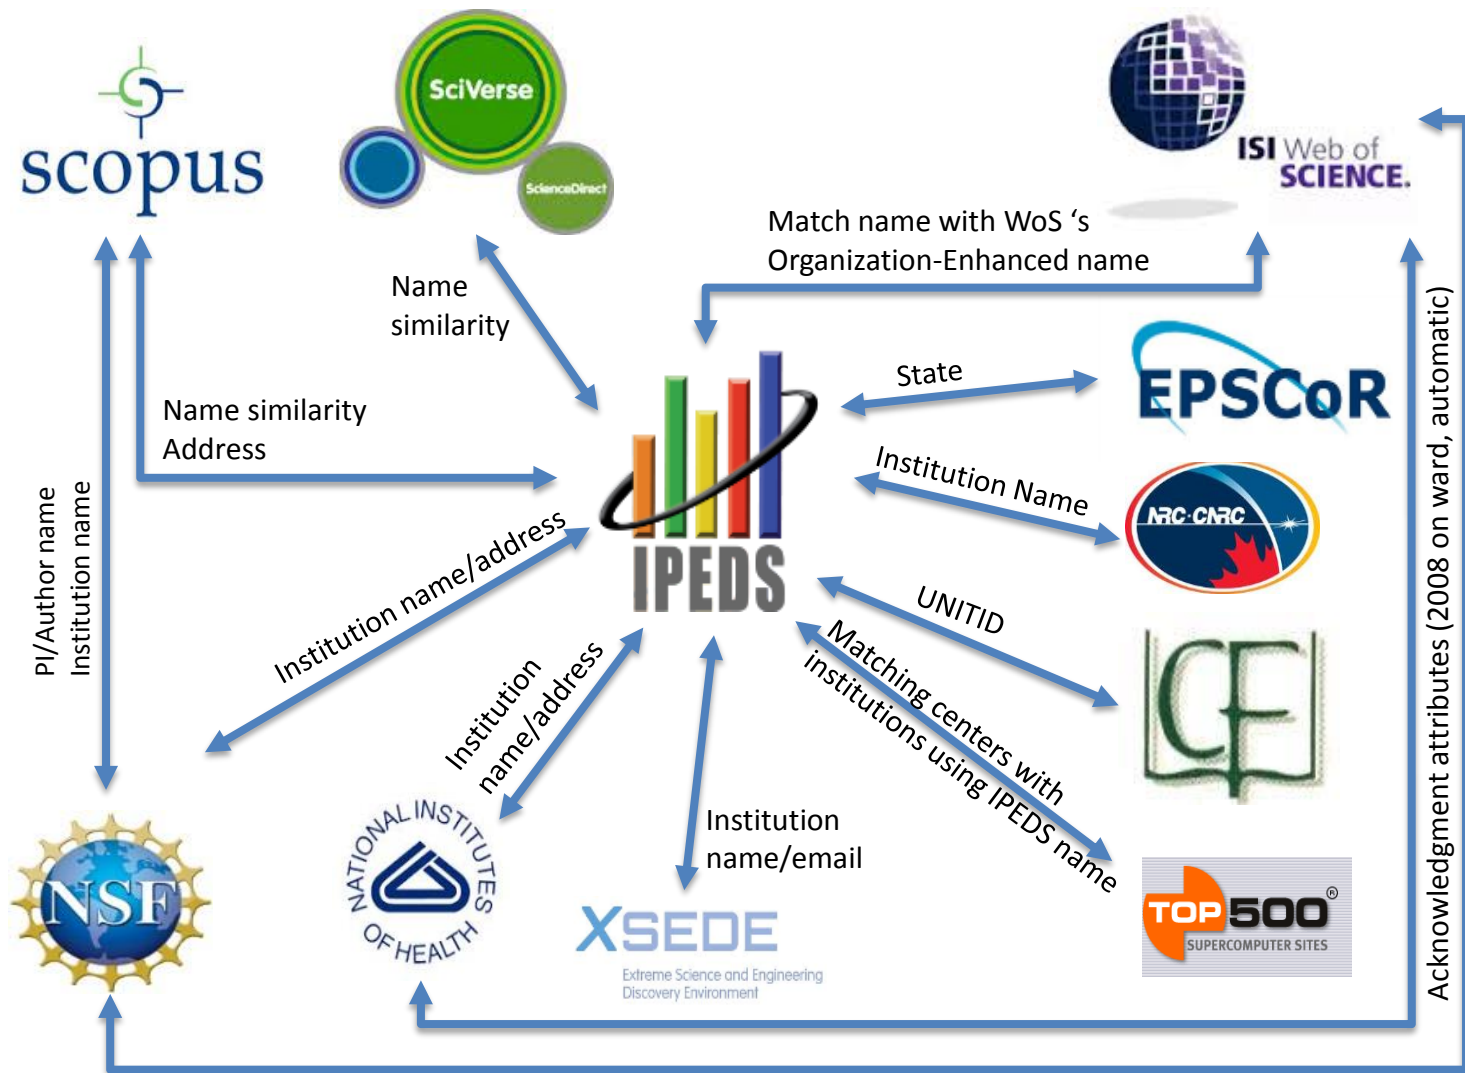 scopus
SciVerse
ScienceDirect
ISI Web of
SCIENCE.
Match name with WoS ‘s
Organization-Enhanced name
Name
similarity
State
EPSCoR
Name similarity
Address
Institution Name
NRC·CNRC
IPEDS
PI/Author name
Institution name
Institution name/address
Institution
name/address
UNITID
CF
Matching centers with
institutions using IPEDS name
Institution
name/email
Acknowledgment attributes (2008 on ward, automatic)
NSF
NATIONAL INSTITUTES
OF HEALTH
XSEDE
Extreme Science and Engineering
Discovery Environment
TOP 500 ®
SUPERCOMPUTER SITES